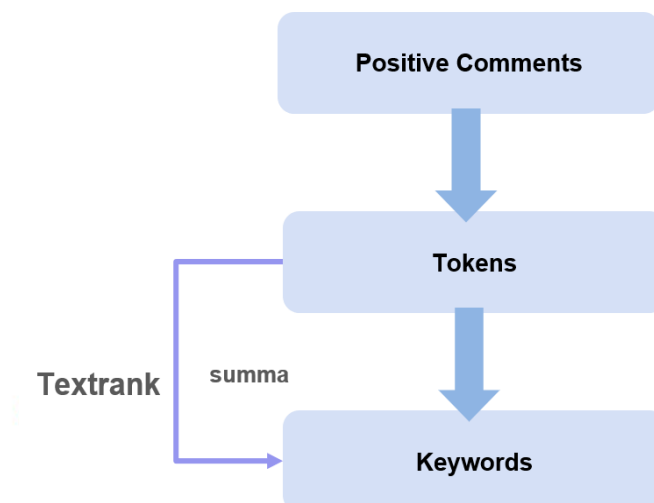 Positive Comments
Tokens
summa
Textrank
Keywords